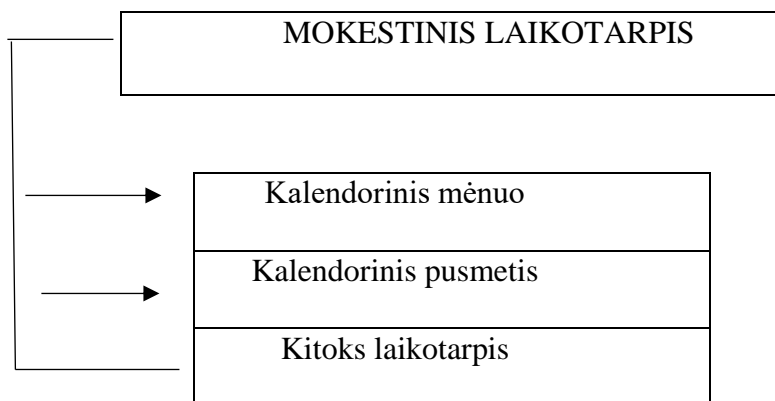 MOKESTINIS LAIKOTARPIS
Kalendorinis mėnuo
Kalendorinis pusmetis
Kitoks laikotarpis